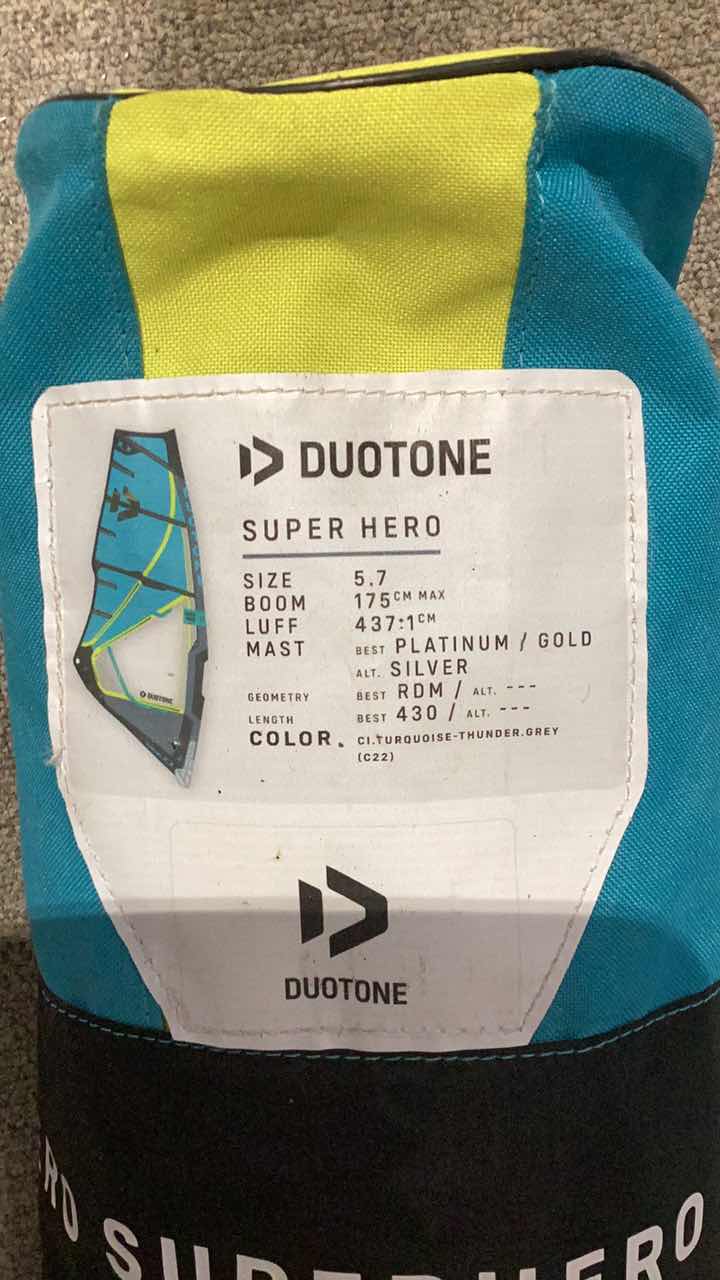 DUOTONE
SUPER HERO
SIZE 5.7
BOOM 175CM MAX
LUFF 437±1CM
MAST BEST PLATINUM / GOLD
ALT. SILVER
GEOMETRY BEST RDM / ALT. ---
LENGTH BEST 430 / ALT. ---
COLOR. C1.TURQUOISE-THUNDER.GREY
(C22)
DUOTONE
DUOTONE
SUPERHERO